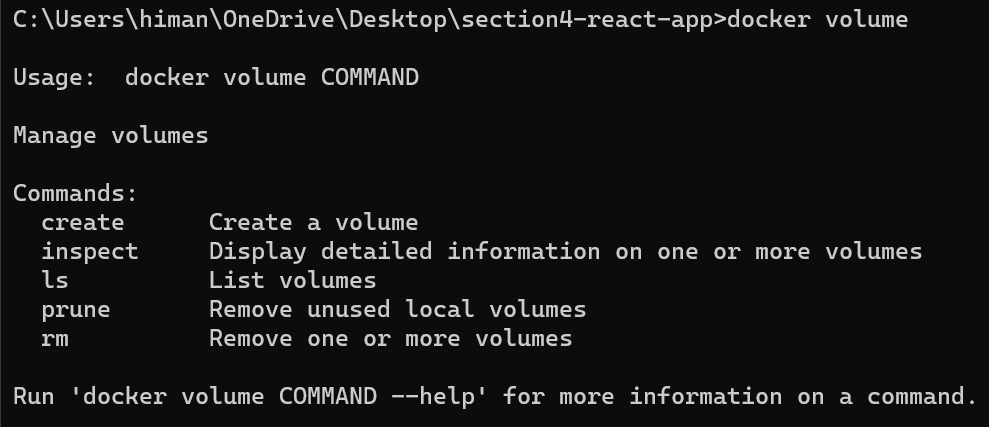 C:\Users\himan\OneDrive\Desktop\section4-react-app>docker volume
Usage:  docker volume COMMAND
Manage volumes
Commands:
  create      Create a volume
  inspect     Display detailed information on one or more volumes
  ls          List volumes
  prune       Remove unused local volumes
  rm          Remove one or more volumes
Run 'docker volume COMMAND --help' for more information on a command.